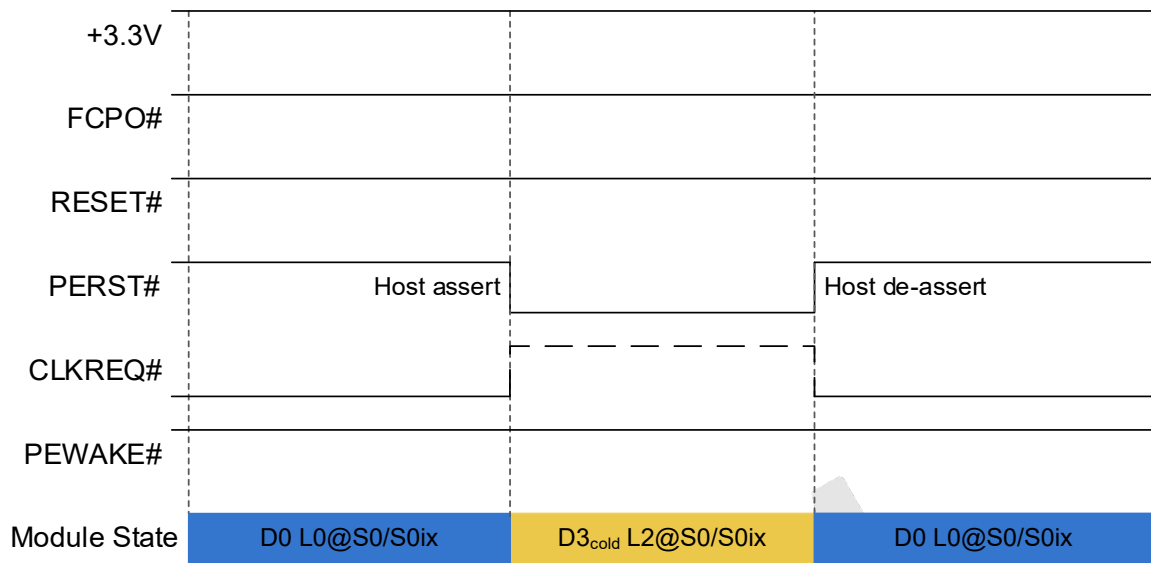 +3.3V
FCPO#
RESET#
PERST# Host assert Host de-assert
CLKREQ#
PEWAKE#
Module State D0 L0@S0/S0ix D3cold L2@S0/S0ix D0 L0@S0/S0ix